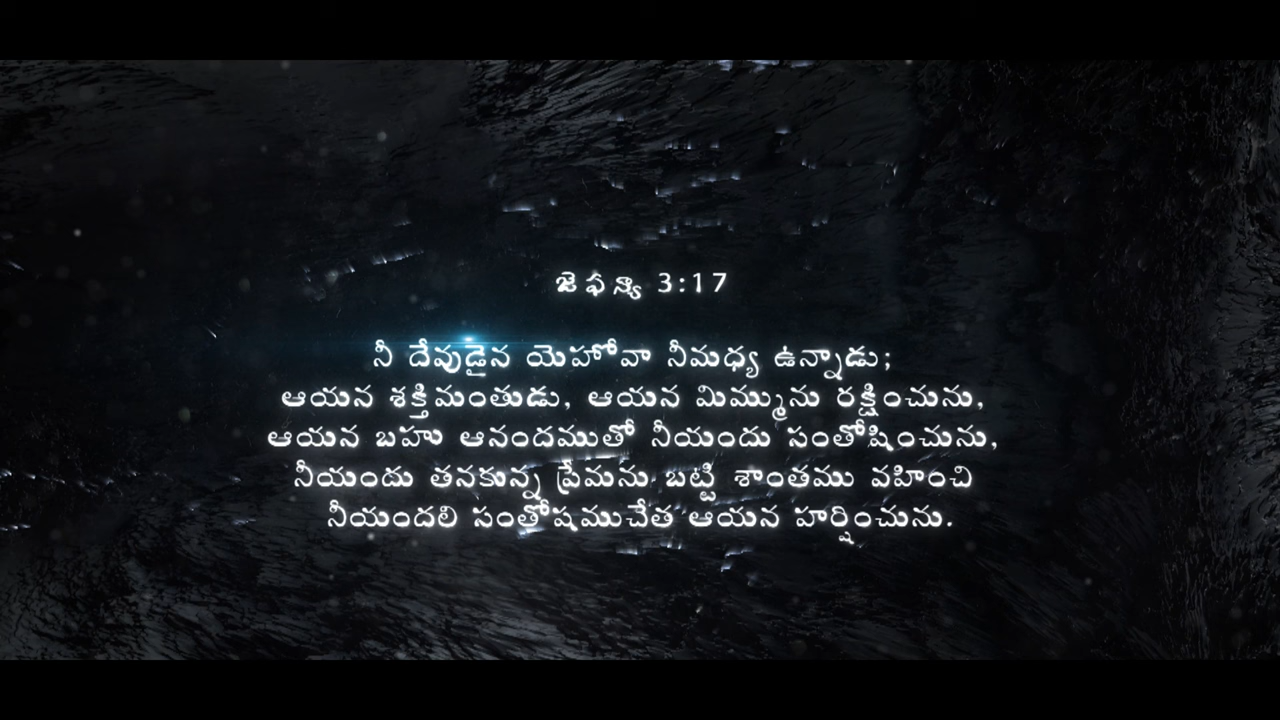 జెఫన్యా 3:17
నీ దేవుడైన యెహోవా నీమధ్య ఉన్నాడు;
ఆయన శక్తిమంతుడు, ఆయన మిమ్మును రక్షించును,
ఆయన బహు ఆనందముతో నీయందు సంతోషించును,
నీయందు తనకున్న ప్రేమను బట్టి శాంతము వహించి
నీయందలి సంతోషముచేత ఆయన హర్షించును.